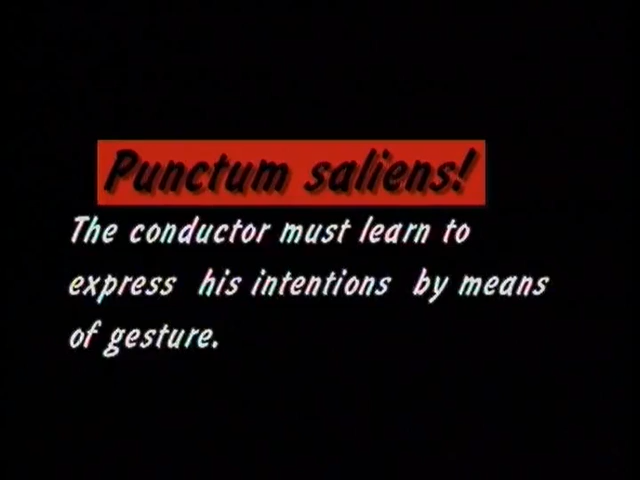 Punctum saliens!
The conductor must learn to
express his intentions by means
of gesture.